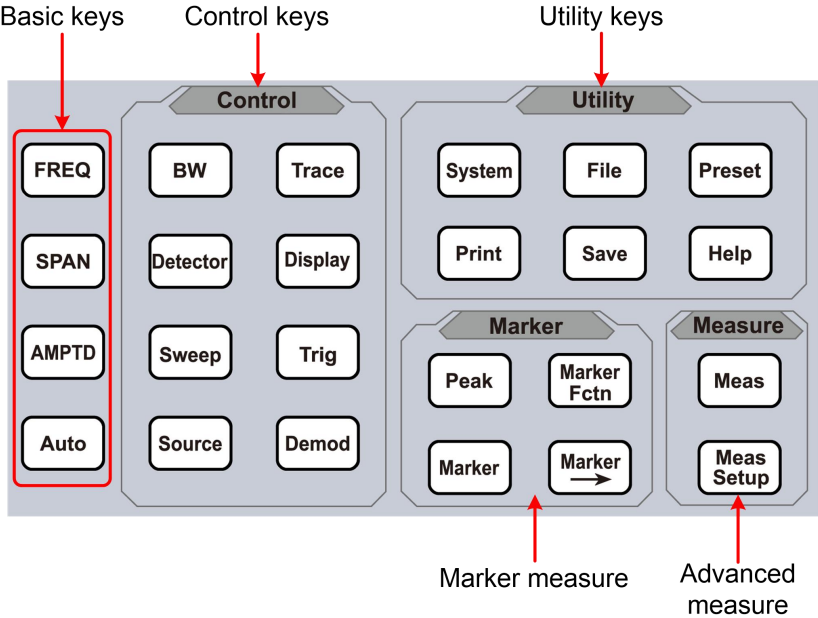 Basic keys
Control keys
Utility keys
Control
Utility
FREQ
BW
Trace
System
File
Preset
SPAN
Detector
Display
Print
Save
Help
Marker
Measure
AMPTD
Sweep
Trig
Peak
Marker
Fctn
Meas
Auto
Source
Demod
Marker
Marker
Meas
Setup
Marker measure
Advanced
measure